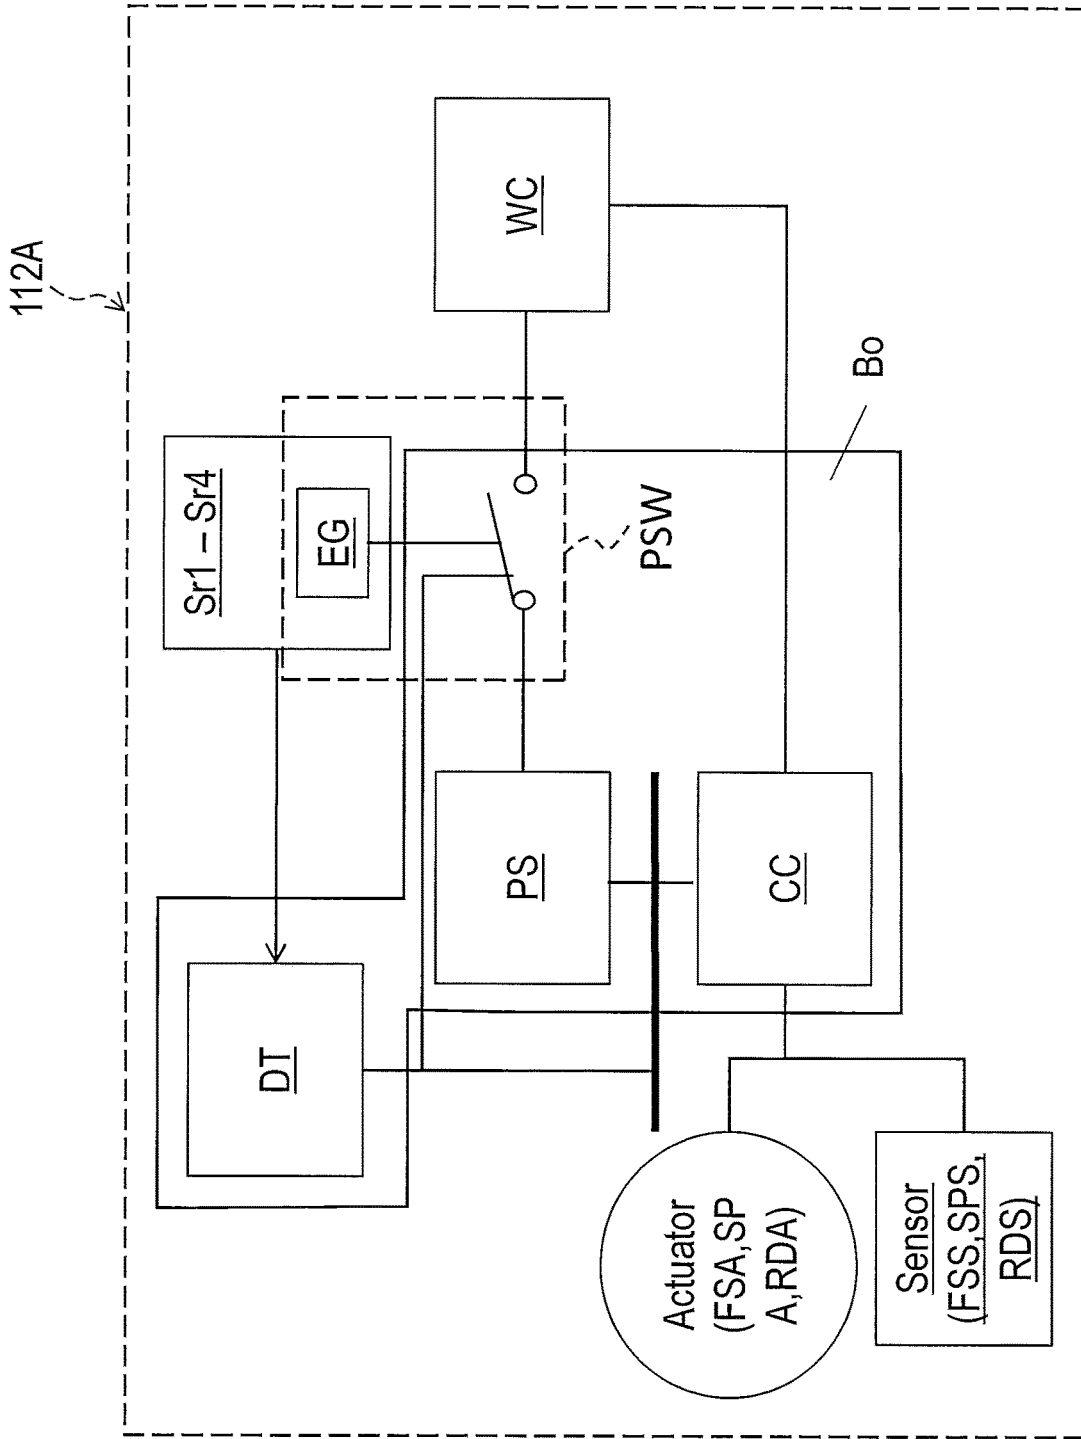 112A
Sr1 – Sr4
EG
DT
WC
PSW
PS
CC
Bo
Actuator
(FSA,SP
A,RDA)
Sensor
(FSS,SPS,
RDS)